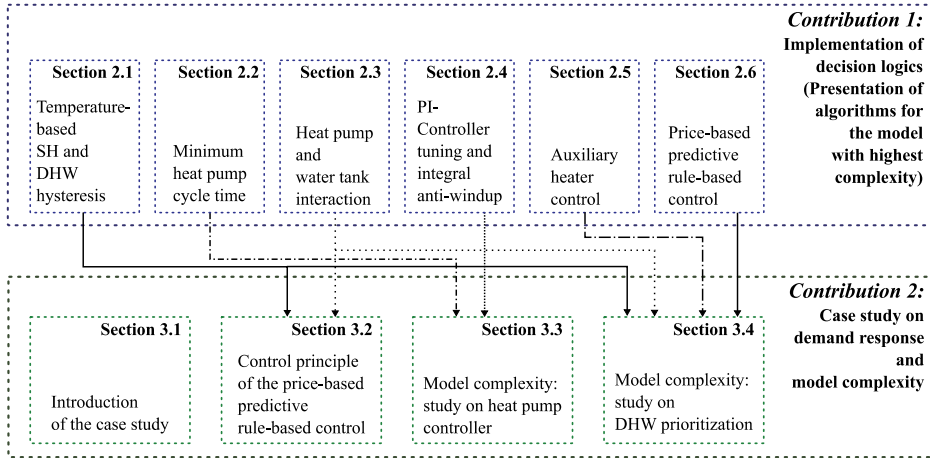 Contribution 1:
Implementation of
decision logics
(Presentation of
algorithms for
the model
with highest
complexity)
Section 2.1
Temperature-
based
SH and
DHW
hysteresis
Section 2.2
Minimum
heat pump
cycle time
Section 2.3
Heat pump
and
water tank
interaction
Section 2.4
PI-
Controller
tuning and
integral
anti-windup
Section 2.5
Auxiliary
heater
control
Section 2.6
Price-based
predictive
rule-based
control
Contribution 2:
Case study on
demand response
and
model complexity
Section 3.1
Introduction
of the case study
Section 3.2
Control principle
of the price-based
predictive
rule-based control
Section 3.3
Model complexity:
study on heat pump
controller
Section 3.4
Model complexity:
study on
DHW prioritization